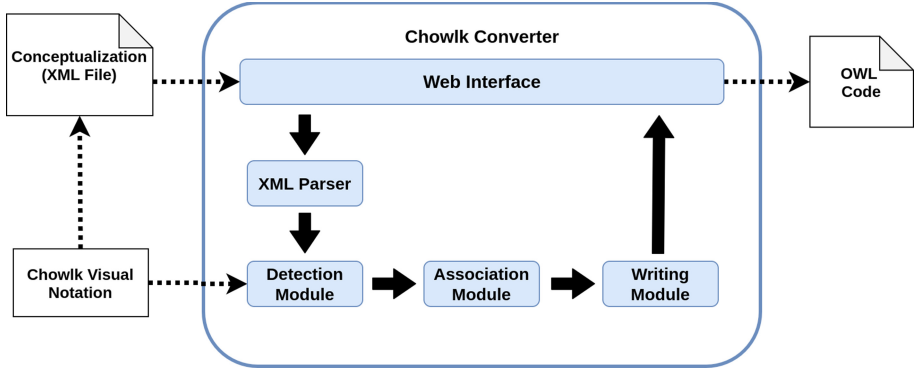 Chowlk Converter
Conceptualization
(XML File)
Web Interface
OWL
Code
XML Parser
Chowlk Visual
Notation
Detection
Module
Association
Module
Writing
Module